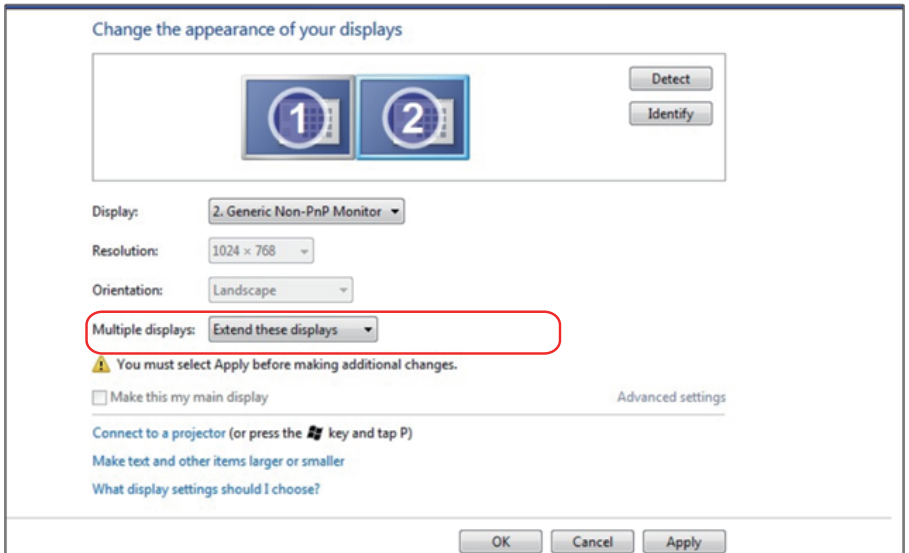 Change the appearance of your displays
1 2
Detect
Identify
Display: 2. Generic Non-PnP Monitor
Resolution: 1024 × 768
Orientation: Landscape
Multiple displays: Extend these displays
You must select Apply before making additional changes.
Make this my main display Advanced settings
Connect to a projector (or press the key and tap P)
Make text and other items larger or smaller
What display settings should I choose?
OK Cancel Apply